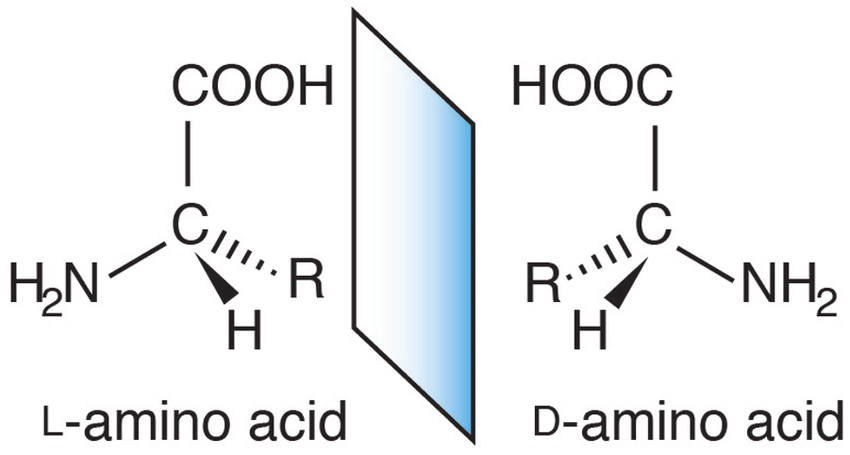 COOH
C
H₂N
R
H
L-amino acid
HOOC
C
R
H
NH₂
D-amino acid